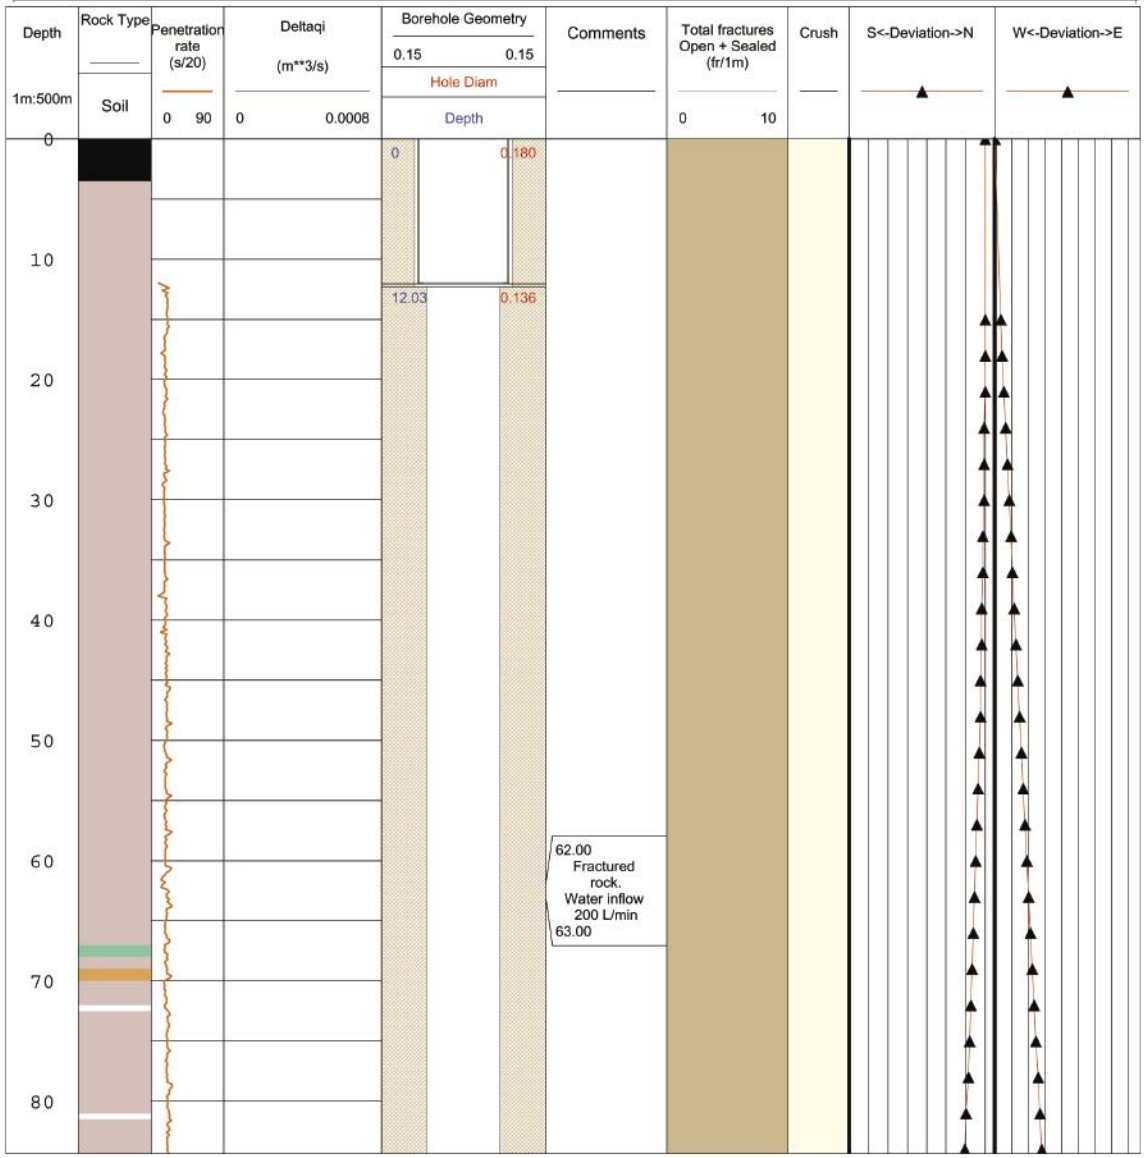 Depth
1m:500m
Rock Type
Soil
Penetration
rate
(s/20)
0 90
Deltaqi
(m**3/s)
0 0.0008
Borehole Geometry
0.15 0.15
Hole Diam
Depth
Comments
Total fractures
Open + Sealed
(fr/1m)
0 10
Crush
S<-Deviation->N
W<-Deviation->E
0
0 0.180
10
12.03 0.136
20
30
40
50
60
62.00
Fractured
rock.
Water inflow
200 L/min
63.00
70
80